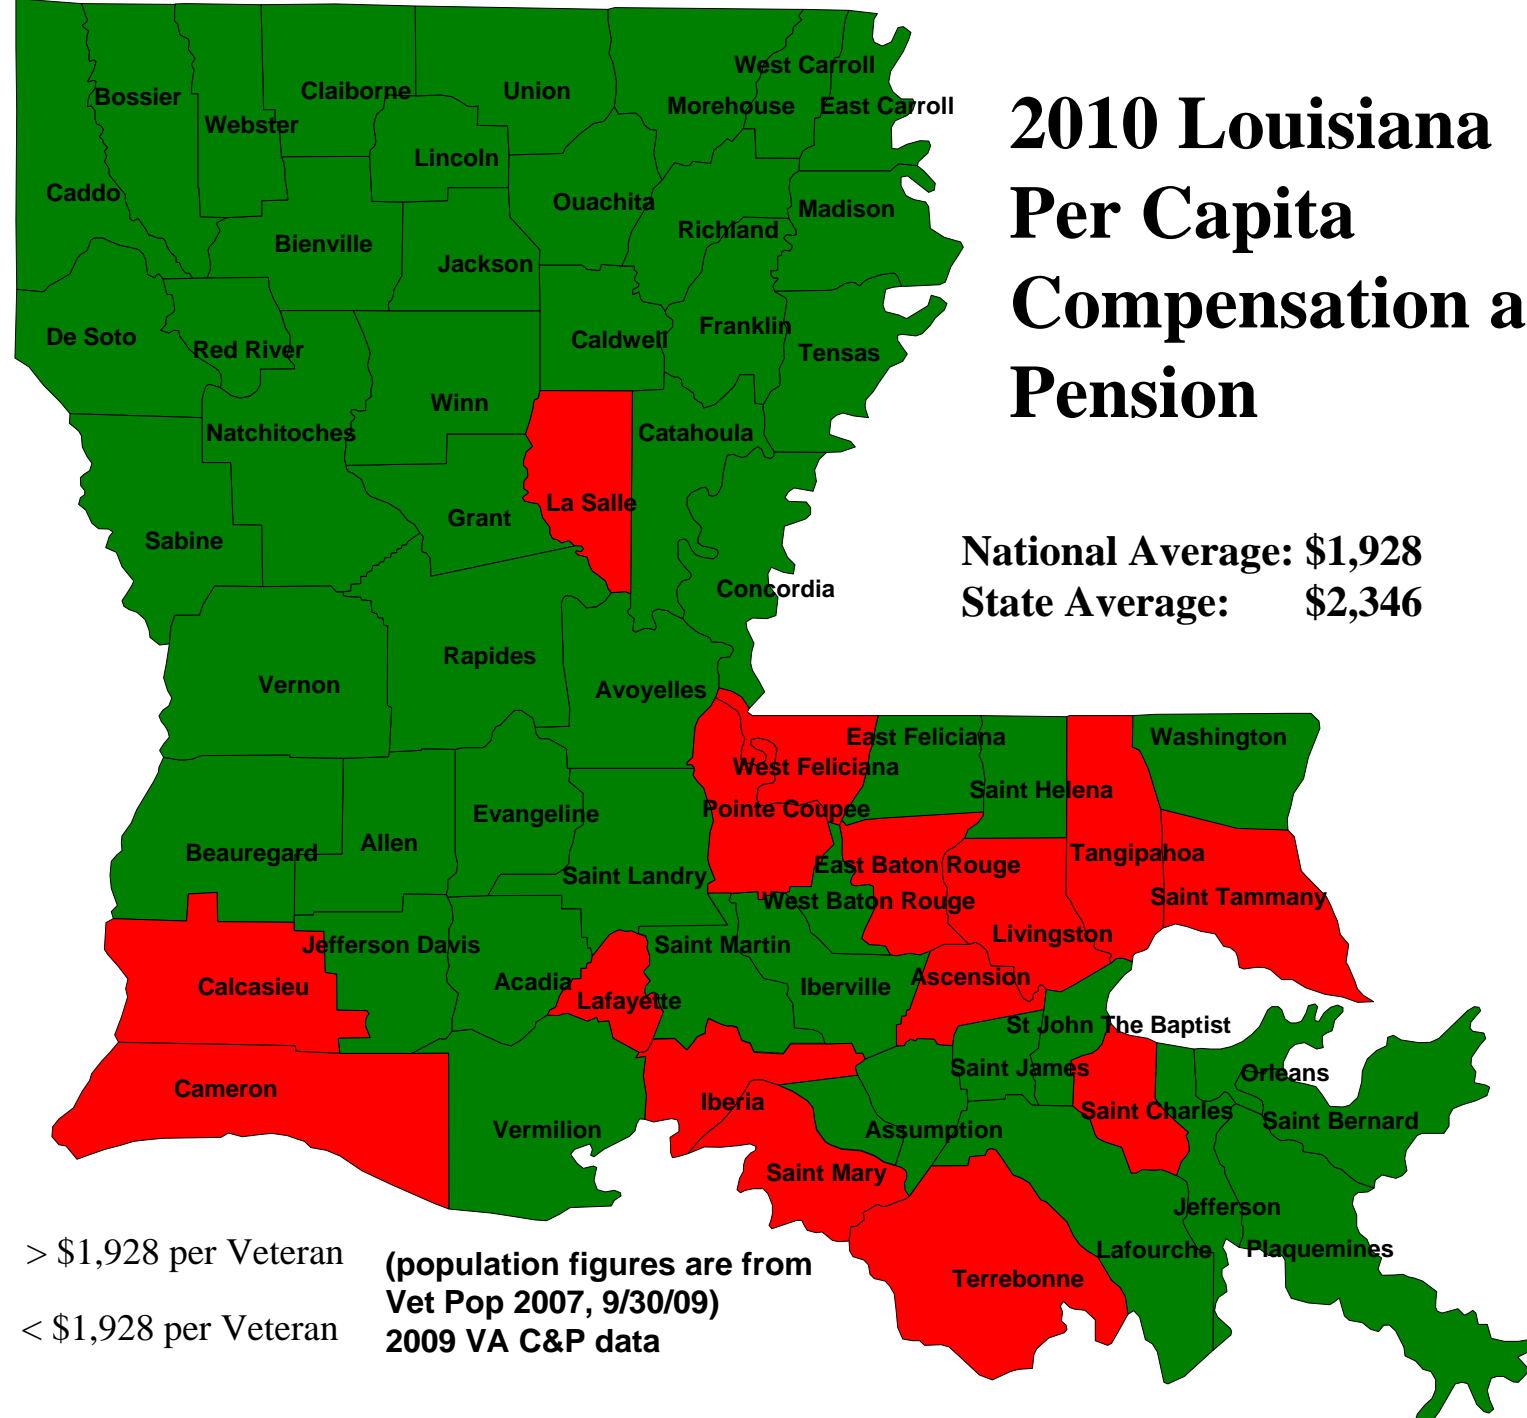 2010 Louisiana
Per Capita
Compensation a
Pension
National Average: $1,928
State Average: $2,346
West Carroll
Claiborne
Union
Bossier
Morehouse
East Carroll
Webster
Lincoln
Caddo
Ouachita
Madison
Richland
Bienville
Jackson
Franklin
De Soto
Caldwell
Red River
Tensas
Winn
Natchitoches
Catahoula
La Salle
Grant
Sabine
Concordia
Rapides
Vernon
Avoyelles
East Feliciana
Washington
West Feliciana
Saint Helena
Pointe Coupee
Evangeline
Allen
Beauregard
Tangipahoa
East Baton Rouge
Saint Landry
Saint Tammany
West Baton Rouge
Livingston
Jefferson Davis
Saint Martin
Ascension
Acadia
Calcasieu
Iberville
Lafayette
St John The Baptist
Saint James
Orleans
Cameron
Iberia
Saint Charles
Saint Bernard
Vermilion
Assumption
Saint Mary
Jefferson
Lafourche
Plaquemines
Terrebonne
> $1,928 per Veteran
< $1,928 per Veteran
(population figures are from
Vet Pop 2007, 9/30/09)
2009 VA C&P data